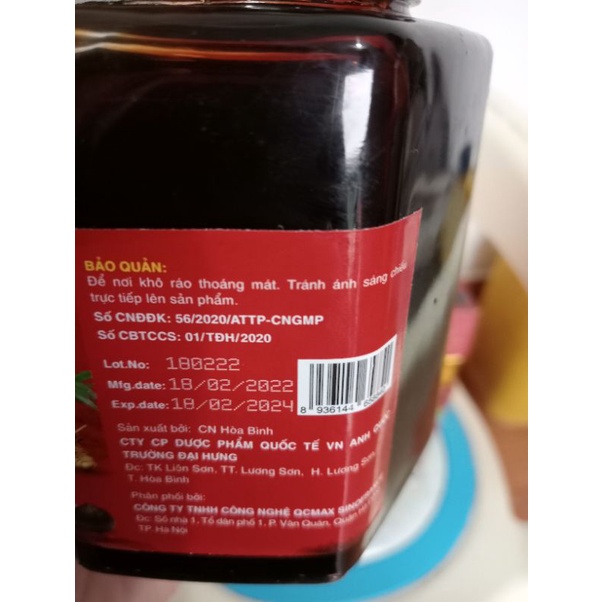 BẢO QUẢN:
Để nơi khô ráo thoáng mát. Tránh ánh sáng chiếu
trực tiếp lên sản phẩm.
Số CNĐĐK: 56/2020/ATTP-CNGMP
Số CBTCCS: 01/TĐH/2020
Lot.No: 180222
Mfg.date: 18/02/2022
Exp.date: 18/02/2024
8 936144
Sản xuất bởi: CN Hòa Bình
CTY CP DƯỢC PHẨM QUỐC TẾ VN ANH QUỐC
TRƯỜNG ĐẠI HƯNG
Đc: TK Liên Sơn, TT. Lương Sơn, H. Lương Sơn,
T. Hòa Bình
Phân phối bởi:
CÔNG TY TNHH CÔNG NGHỆ QCMAX
Đc: Số nhà 1, Tổ dân phố 1, P. Văn Quán, Quận
TP. Hà Nội